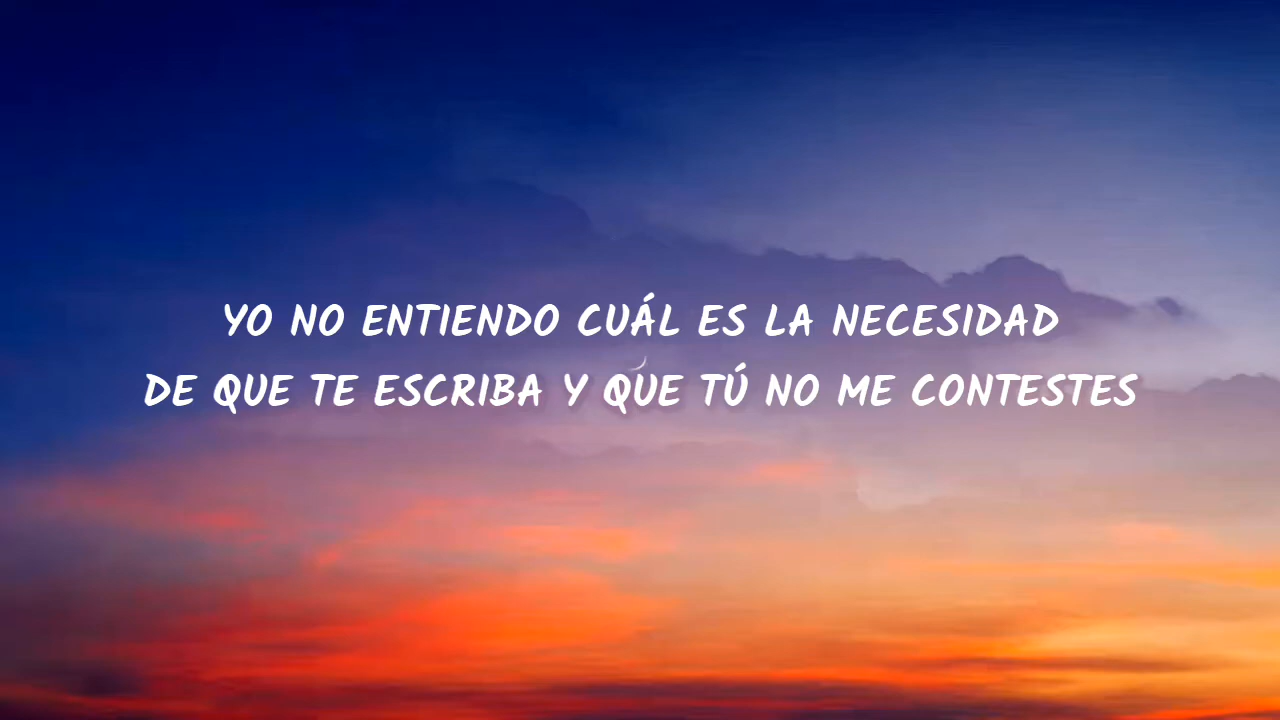 YO NO ENTIENDO CUÁL ES LA NECESIDAD
DE QUE TE ESCRIBA Y QUE TÚ NO ME CONTESTES